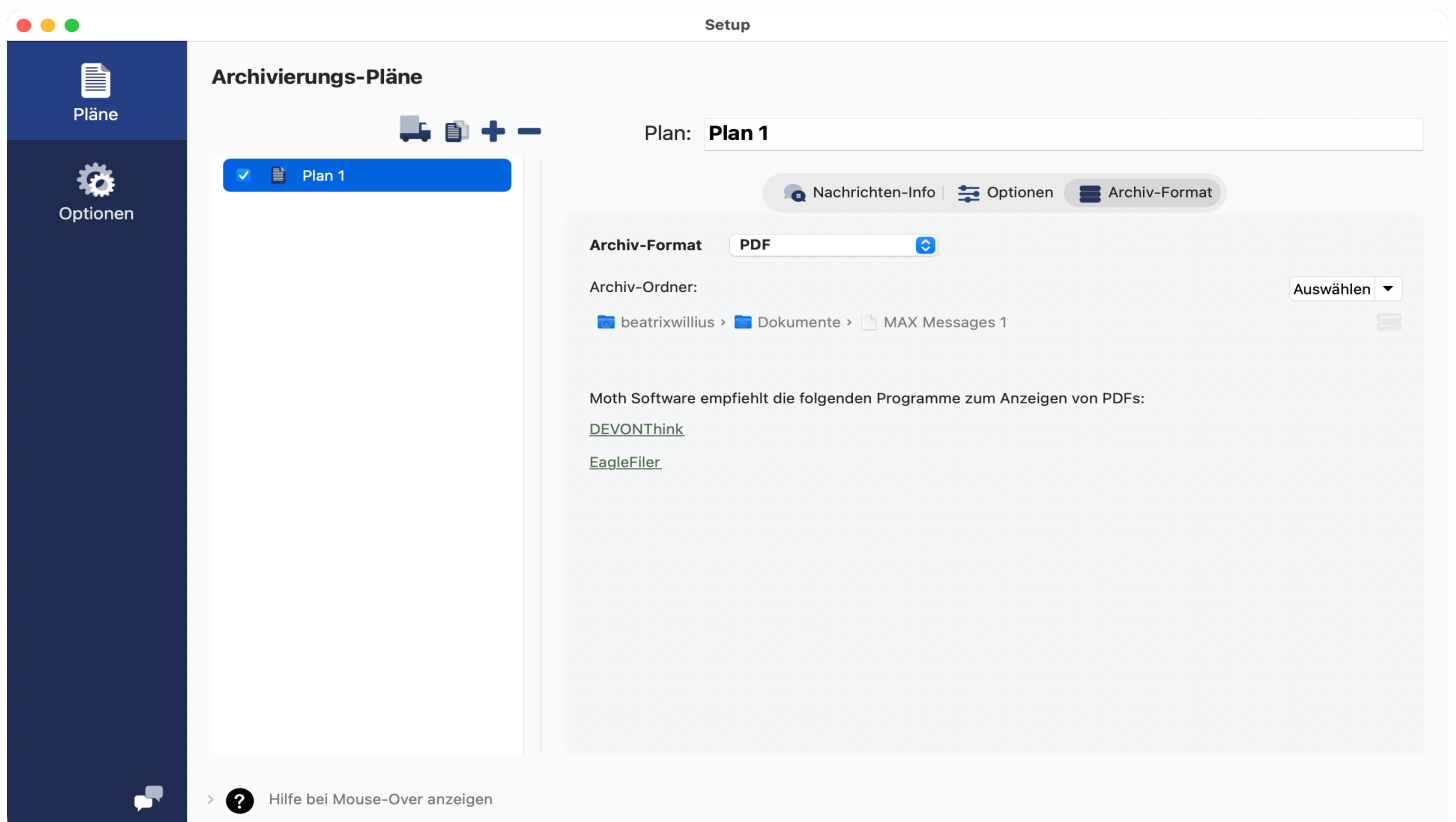 Setup
Pläne
Optionen
Archivierungs-Pläne
Plan 1
Plan: Plan 1
Nachrichten-Info Optionen Archiv-Format
Archiv-Format PDF
Archiv-Ordner: Auswählen
beatrixwillius › Dokumente › MAX Messages 1
Moth Software empfiehlt die folgenden Programme zum Anzeigen von PDFs:
DEVONThink
EagleFiler
? Hilfe bei Mouse-Over anzeigen